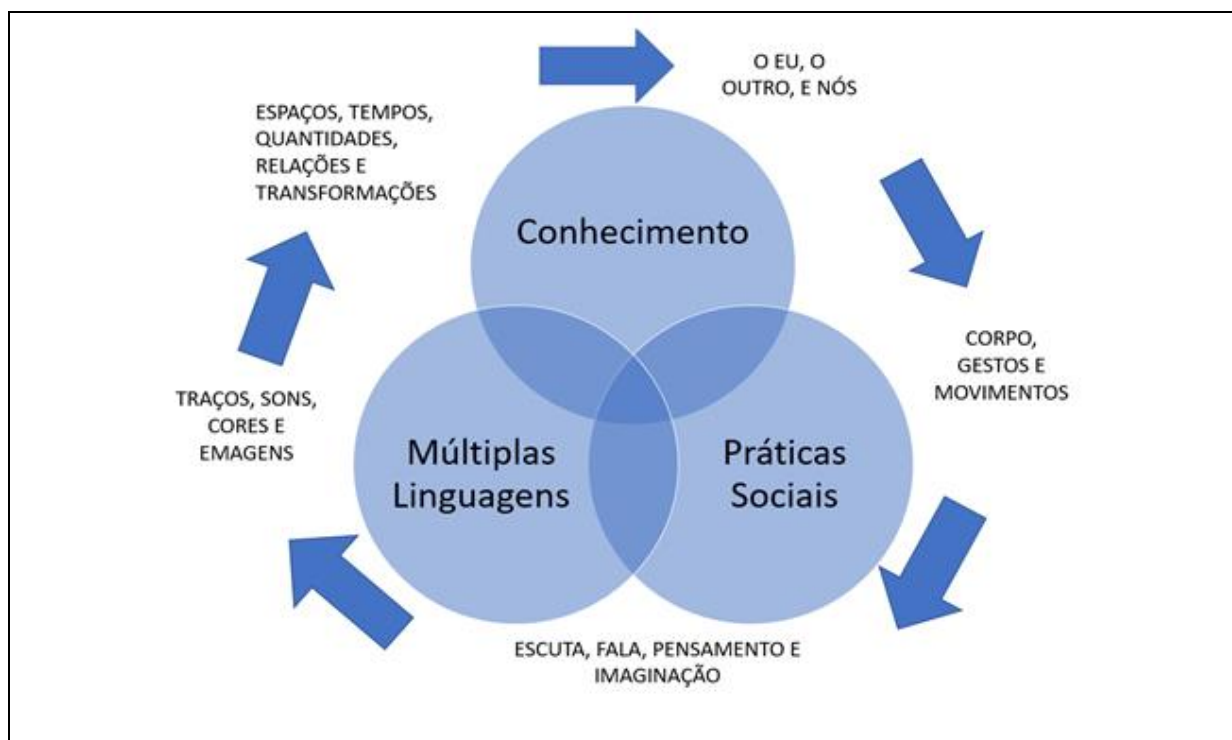 O EU, O
OUTRO, E NÓS
ESPAÇOS, TEMPOS,
QUANTIDADES,
RELAÇÕES E
TRANSFORMAÇÕES
Conhecimento
CORPO,
GESTOS E
MOVIMENTOS
TRAÇOS, SONS,
CORES E
EMAGENS
Múltiplas
Linguagens
Práticas
Sociais
ESCUTA, FALA, PENSAMENTO E
IMAGINAÇÃO